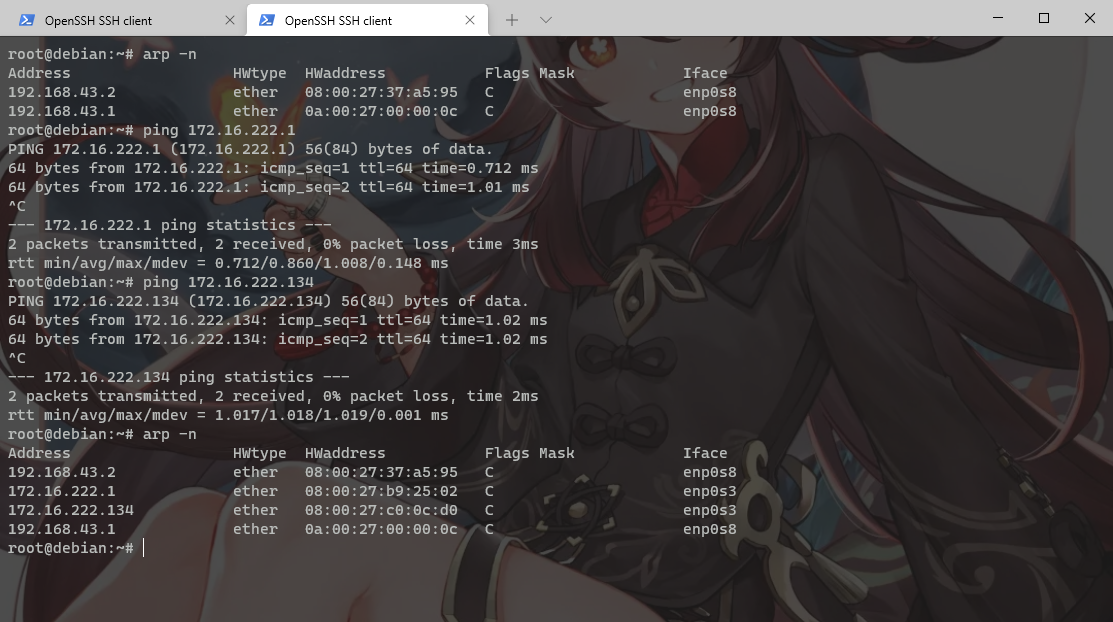 OpenSSH SSH client
OpenSSH SSH client
root@debian:~# arp -n
Address HWtype HWaddress Flags Mask Iface
192.168.43.2 ether 08:00:27:37:a5:95 C enp0s8
192.168.43.1 ether 0a:00:27:00:00:0c C enp0s8
root@debian:~# ping 172.16.222.1
PING 172.16.222.1 (172.16.222.1) 56(84) bytes of data.
64 bytes from 172.16.222.1: icmp_seq=1 ttl=64 time=0.712 ms
64 bytes from 172.16.222.1: icmp_seq=2 ttl=64 time=1.01 ms
^C
--- 172.16.222.1 ping statistics ---
2 packets transmitted, 2 received, 0% packet loss, time 3ms
rtt min/avg/max/mdev = 0.712/0.860/1.008/0.148 ms
root@debian:~# ping 172.16.222.134
PING 172.16.222.134 (172.16.222.134) 56(84) bytes of data.
64 bytes from 172.16.222.134: icmp_seq=1 ttl=64 time=1.02 ms
64 bytes from 172.16.222.134: icmp_seq=2 ttl=64 time=1.02 ms
^C
--- 172.16.222.134 ping statistics ---
2 packets transmitted, 2 received, 0% packet loss, time 2ms
rtt min/avg/max/mdev = 1.017/1.018/1.019/0.001 ms
root@debian:~# arp -n
Address HWtype HWaddress Flags Mask Iface
192.168.43.2 ether 08:00:27:37:a5:95 C enp0s8
172.16.222.1 ether 08:00:27:b9:25:02 C enp0s3
172.16.222.134 ether 08:00:27:c0:0c:d0 C enp0s3
192.168.43.1 ether 0a:00:27:00:00:0c C enp0s8
root@debian:~#